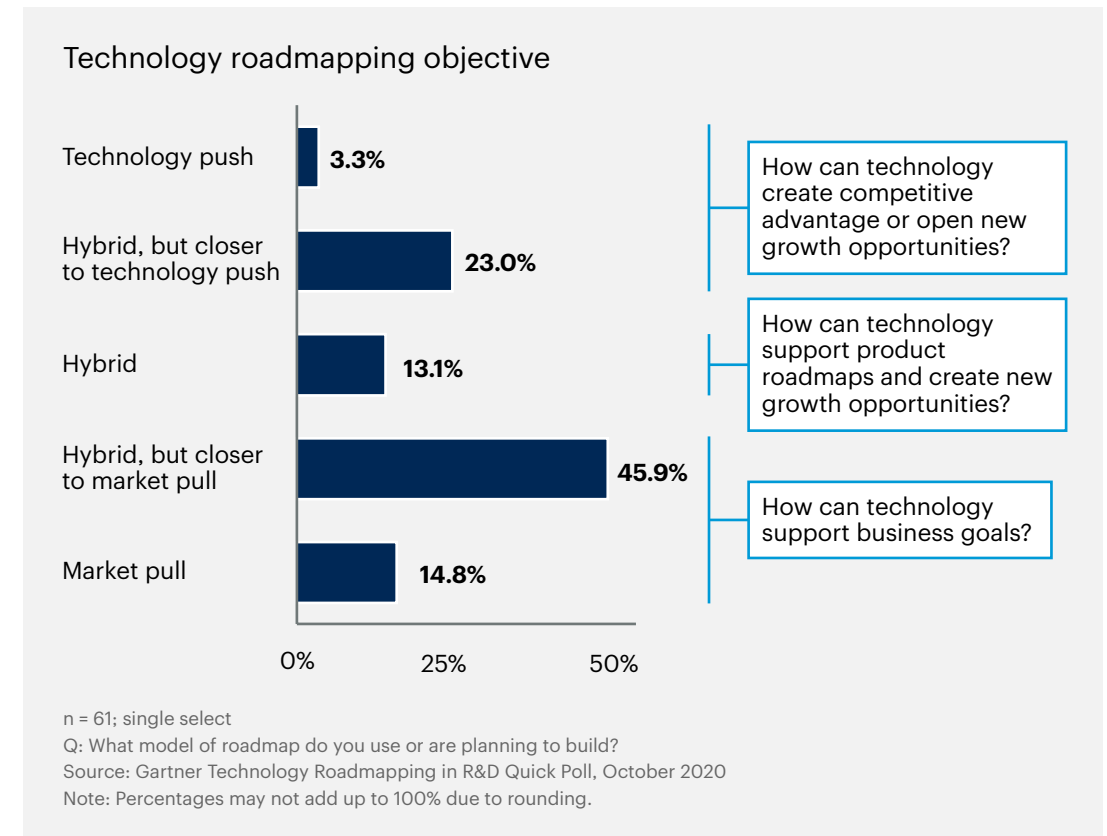 Technology roadmapping objective
Technology push
3.3%
Hybrid, but closer
to technology push
23.0%
Hybrid
13.1%
Hybrid, but closer
to market pull
45.9%
Market pull
14.8%
0%
25%
50%
How can technology
create competitive
advantage or open new
growth opportunities?
How can technology
support product
roadmaps and create new
growth opportunities?
How can technology
support business goals?
n = 61; single select
Q: What model of roadmap do you use or are planning to build?
Source: Gartner Technology Roadmapping in R&D Quick Poll, October 2020
Note: Percentages may not add up to 100% due to rounding.